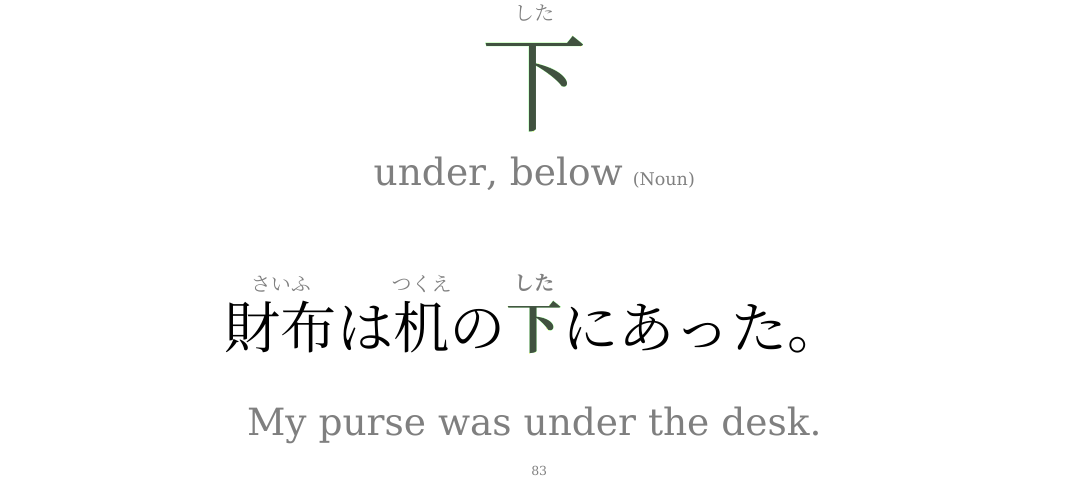 した
下
under, below (Noun)
さいふ つくえ した
財布は机の下にあった。
My purse was under the desk.
83